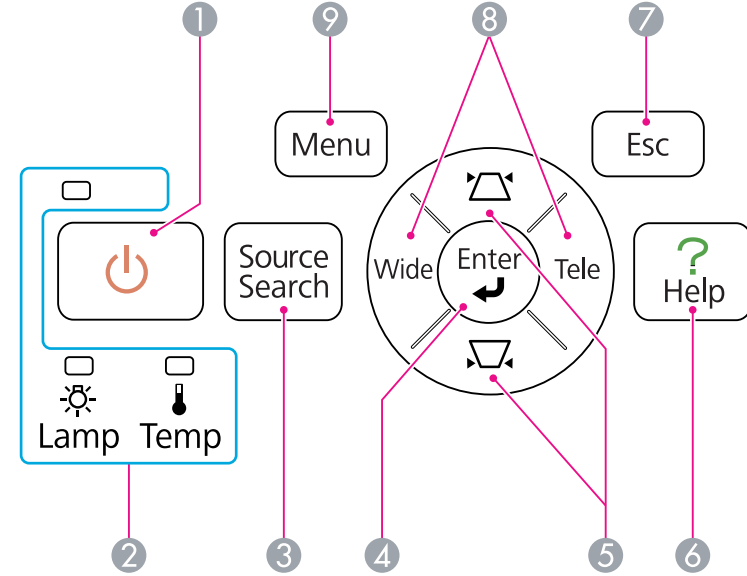 1
9
8
7
Menu
Esc
Source
Search
Wide
Enter
Tele
?
Help
Lamp
Temp
2
3
4
5
6